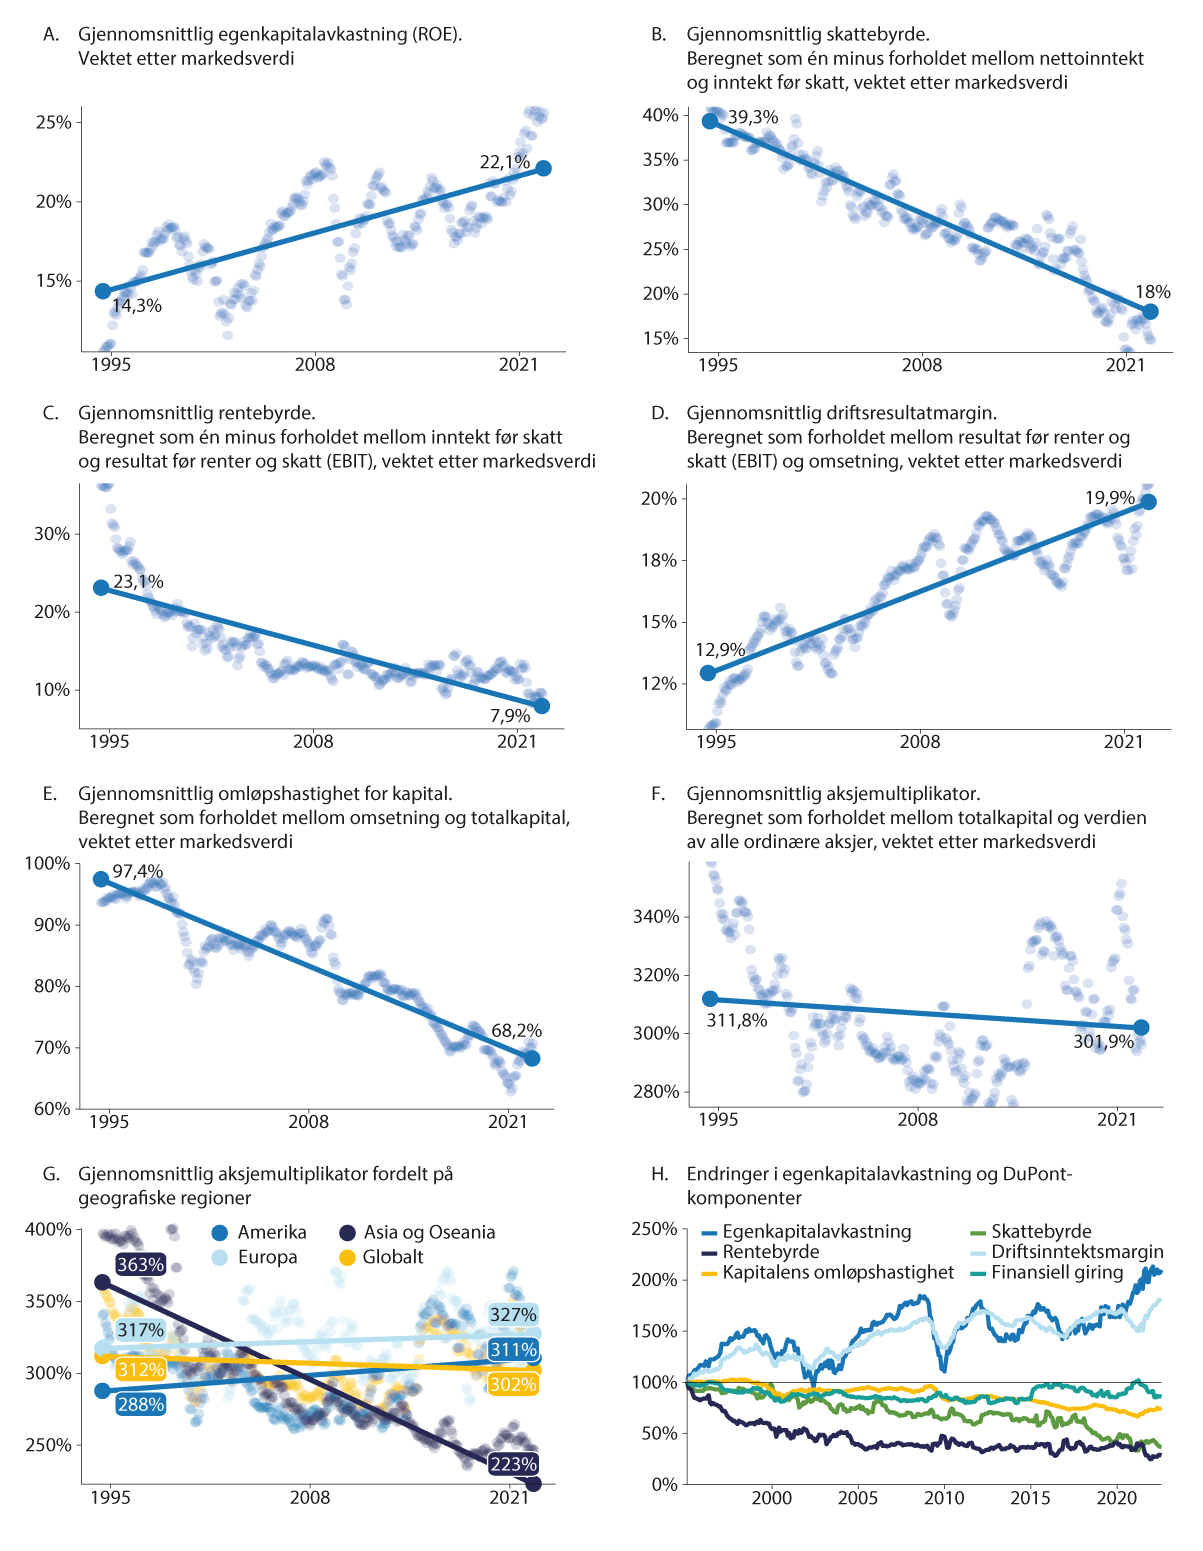 A. Gjennomsnittlig egenkapitalavkastning (ROE).
Vektet etter markedsverdi
25%
20%
15%
22,1%
14,3%
1995 2008 2021
B. Gjennomsnittlig skattebyrde.
Beregnet som én minus forholdet mellom nettoinntekt
og inntekt før skatt, vektet etter markedsverdi
40%
35%
30%
25%
20%
15%
39,3%
18%
1995 2008 2021
C. Gjennomsnittlig rentebyrde.
Beregnet som én minus forholdet mellom inntekt før skatt
og resultat før renter og skatt (EBIT), vektet etter markedsverdi
30%
20%
10%
23,1%
7,9%
1995 2008 2021
D. Gjennomsnittlig driftsresultatmargin.
Beregnet som forholdet mellom resultat før renter og
skatt (EBIT) og omsetning, vektet etter markedsverdi
20%
18%
15%
12%
19,9%
12,9%
1995 2008 2021
E. Gjennomsnittlig omløpshastighet for kapital.
Beregnet som forholdet mellom omsetning og totalkapital,
vektet etter markedsverdi
100%
90%
80%
70%
60%
97,4%
68,2%
1995 2008 2021
F. Gjennomsnittlig aksjemultiplikator.
Beregnet som forholdet mellom totalkapital og verdien
av alle ordinære aksjer, vektet etter markedsverdi
340%
320%
300%
280%
311,8%
301,9%
1995 2008 2021
G. Gjennomsnittlig aksjemultiplikator fordelt på
geografiske regioner
400%
350%
300%
250%
Amerika Asia og Oseania
Europa Globalt
363%
317%
312%
288%
327%
311%
302%
223%
1995 2008 2021
H. Endringer i egenkapitalavkastning og DuPont-
komponenter
250%
200%
150%
100%
50%
0%
Egenkapitalavkastning Skattebyrde
Rentebyrde Driftsinntektsmargin
Kapitalens omløpshastighet Finansiell giring
2000 2005 2010 2015 2020